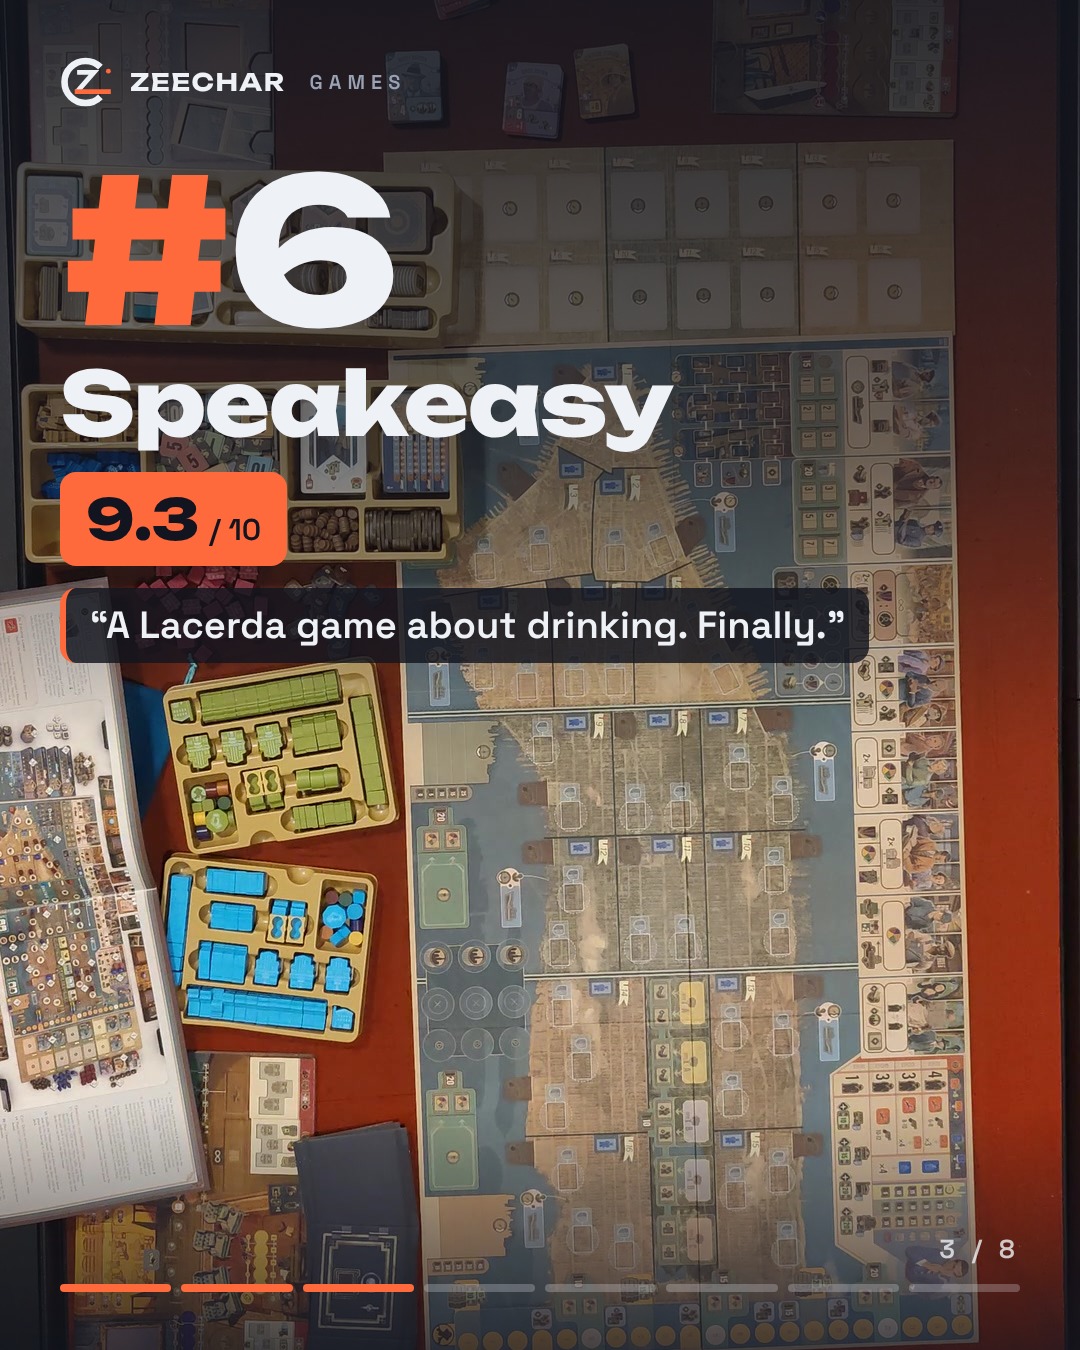 ZEECHAR GAMES
#6
Speakeasy
9.3 / 10
“A Lacerda game about drinking. Finally.”
3 / 8